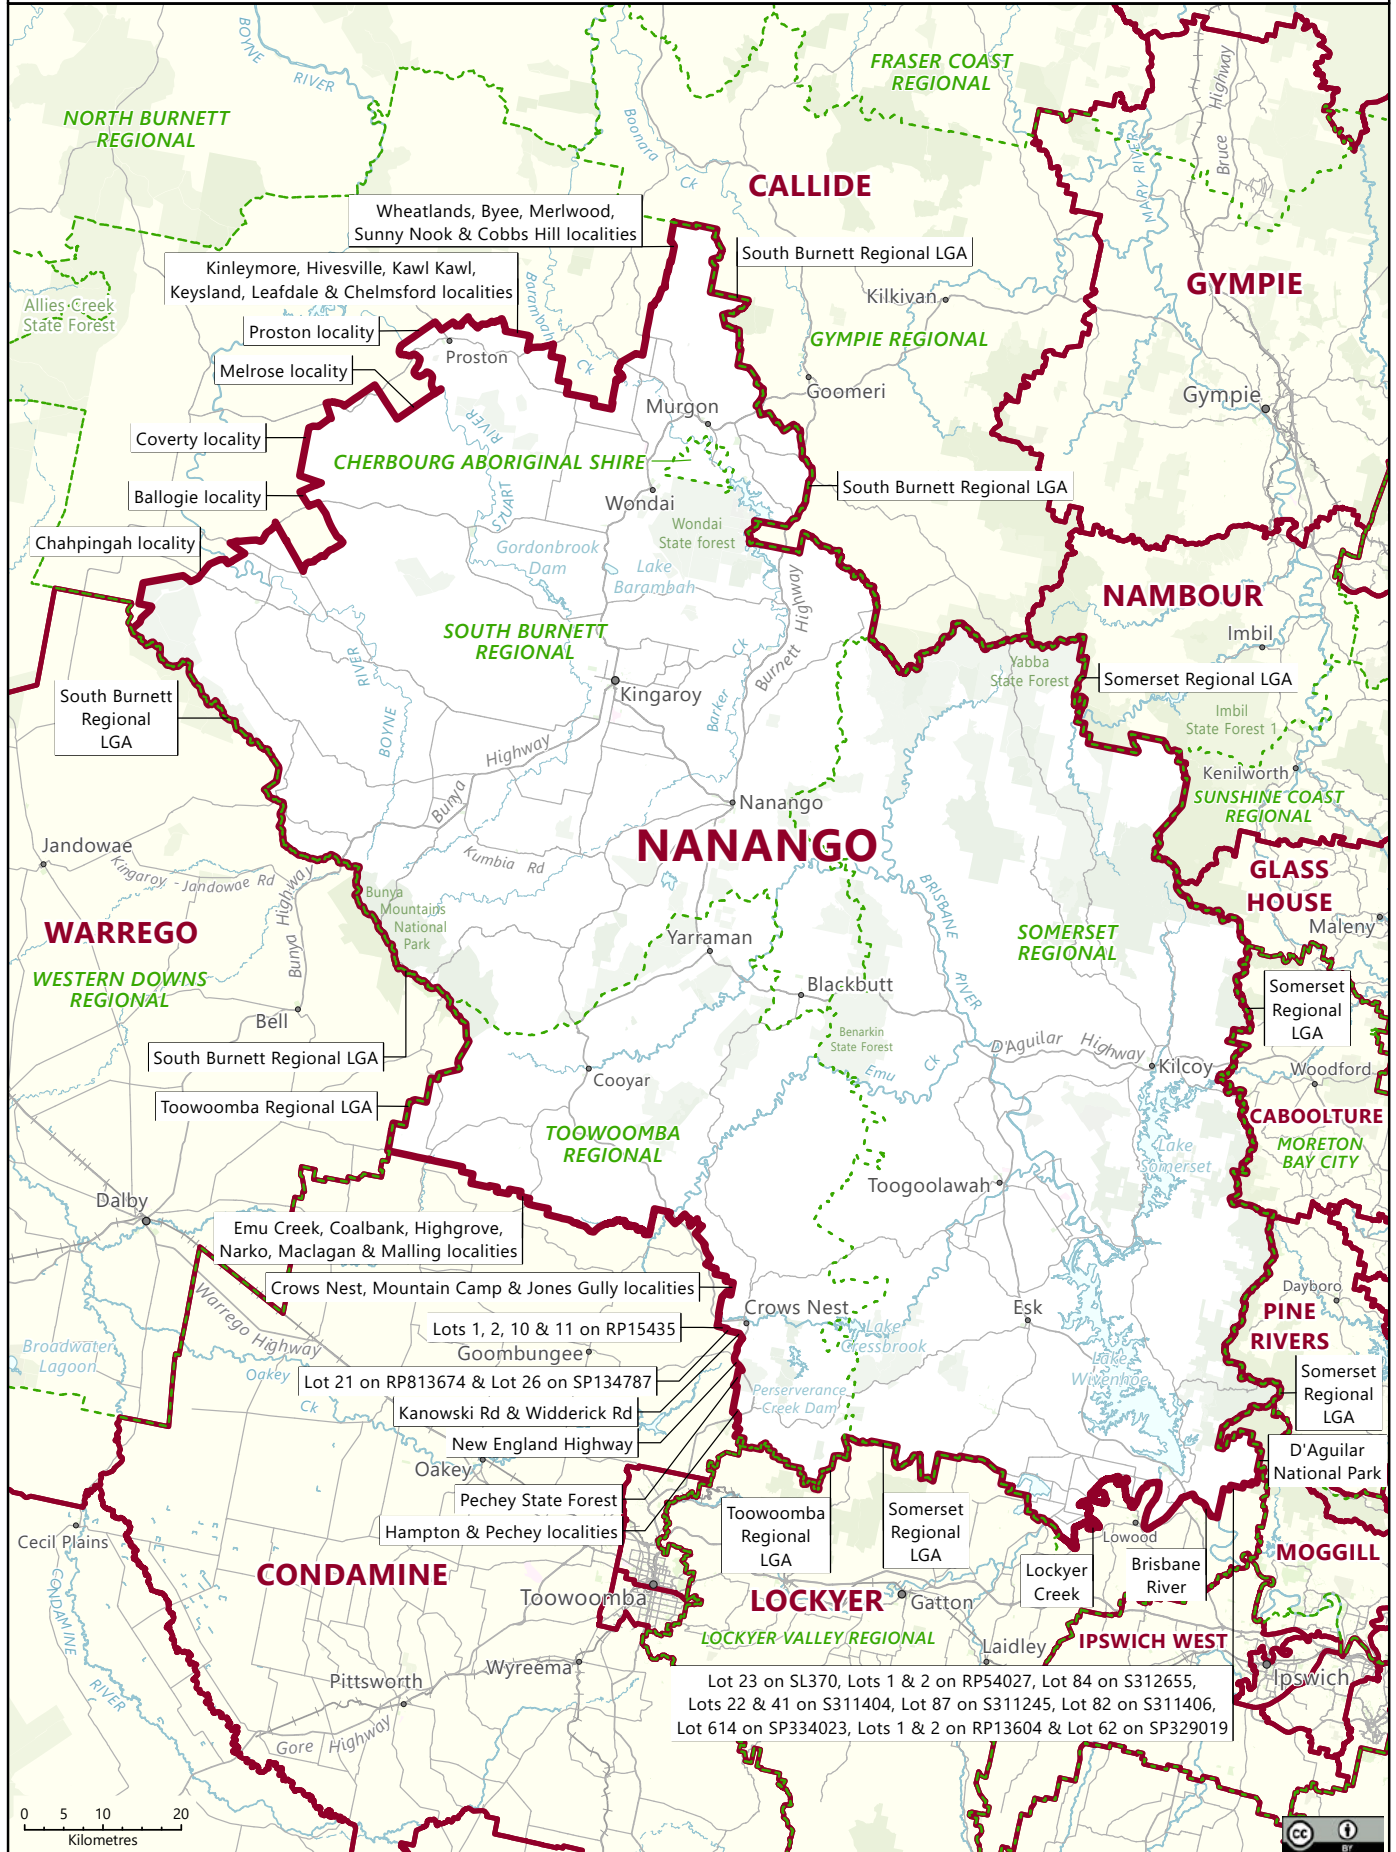 BOYNE
RIVER
FRASER COAST
REGIONAL
Bruce Highway
NORTH BURNETT
REGIONAL
Boonara
Ck
MARY RIVER
CALLIDE
Wheatlands, Byee, Merlwood,
Sunny Nook & Cobbs Hill localities
South Burnett Regional LGA
Kinleymore, Hivesville, Kawl Kawl,
Keysland, Leafdale & Chelmsford localities
Barambah
Ck
GYMPIE
Kilkivan
Allies Creek
State Forest
Proston locality
GYMPIE REGIONAL
Proston
Melrose locality
Goomeri
Gympie
Murgon
RIVER
STUART
Coverty locality
CHERBOURG ABORIGINAL SHIRE
South Burnett Regional LGA
Ballogie locality
Wondai
Wondai
State forest
Chahpingah locality
Gordonbrook
Dam
Lake
Barambah
NAMBOUR
Burnett Highway
SOUTH BURNETT
REGIONAL
Imbil
Ck
Barker
Yabba
State Forest
Somerset Regional LGA
RIVER
BOYNE
South Burnett
Regional
LGA
Kingaroy
Imbil
State Forest 1
Bunya Highway
Kenilworth
SUNSHINE COAST
REGIONAL
Nanango
NANANGO
Jandowae
Kingaroy - Jandowae Rd
Kumbia Rd
GLASS
HOUSE
Bunya Highway
Bunya
Mountains
National
Park
BRISBANE
RIVER
Maleny
WARREGO
Yarraman
SOMERSET
REGIONAL
WESTERN DOWNS
REGIONAL
Blackbutt
Somerset
Regional
LGA
Bell
Benarkin
State Forest
D'Aguilar Highway
South Burnett Regional LGA
Emu Ck
Kilcoy
Woodford
Cooyar
Toowoomba Regional LGA
CABOOLTURE
TOOWOOMBA
REGIONAL
Lake
Somerset
MORETON
BAY CITY
Toogoolawah
Dalby
Emu Creek, Coalbank, Highgrove,
Narko, Maclagan & Malling localities
Crows Nest, Mountain Camp & Jones Gully localities
Dayboro
Warrego Highway
Crows Nest
Esk
PINE
RIVERS
Lots 1, 2, 10 & 11 on RP15435
Lake
Cressbrook
Broadwater
Lagoon
Goombungee
Oakey
Ck
Lake
Wivenhoe
Lot 21 on RP813674 & Lot 26 on SP134787
Perserverance
Creek Dam
Somerset
Regional
LGA
Kanowski Rd & Widderick Rd
New England Highway
D'Aguilar
National Park
Oakey
Pechey State Forest
Toowoomba
Regional
LGA
Somerset
Regional
LGA
Hampton & Pechey localities
Cecil Plains
Lowood
MOGGILL
CONDAMINE
Lockyer
Creek
Brisbane
River
CONDAMINE
RIVER
Toowoomba
LOCKYER
Gatton
LOCKYER VALLEY REGIONAL
Laidley
IPSWICH WEST
Wyreema
Ipswich
Pittsworth
Lot 23 on SL370, Lots 1 & 2 on RP54027, Lot 84 on S312655,
Lots 22 & 41 on S311404, Lot 87 on S311245, Lot 82 on S311406,
Lot 614 on SP334023, Lots 1 & 2 on RP13604 & Lot 62 on SP329019
Gore Highway
0 5 10 20
Kilometres
cc
BY